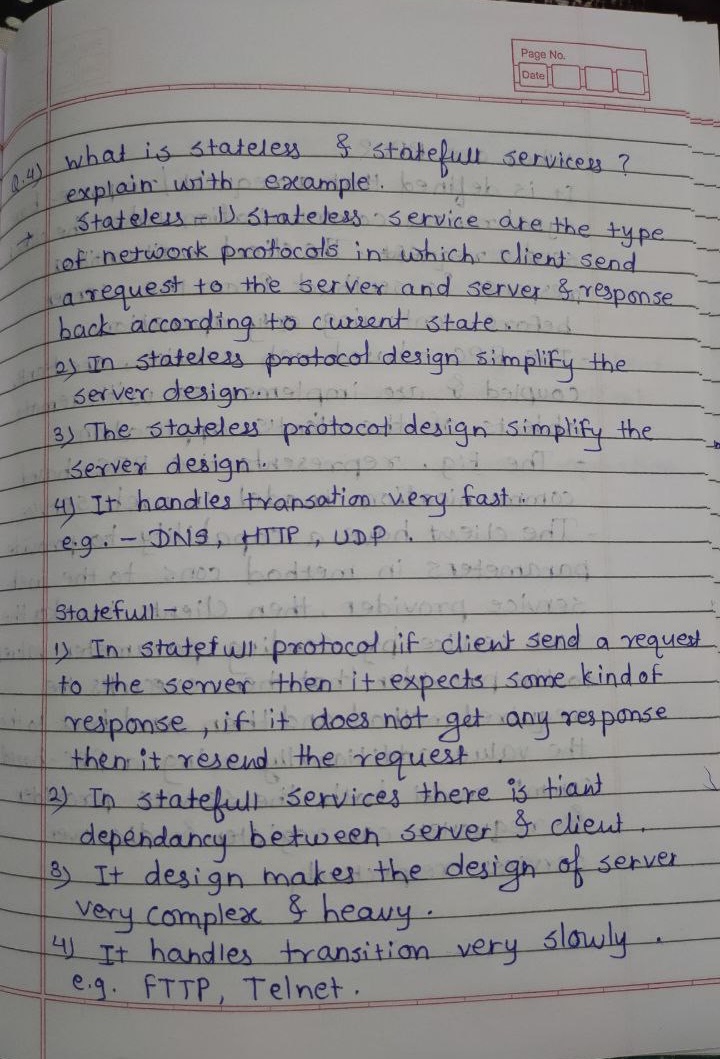 Page No.
Date
Q.4) What is stateless & statefull services ?
explain with example.
→ Stateless - 1) Stateless service are the type
of network protocols in which client send
a request to the server and server & response
back according to current state.
2) In stateless protocol design simplify the
server design.
3) The stateless protocol design simplify the
server design.
4) It handles transation very fast.
e.g. - DNS, HTTP, UDP.
Statefull -
1) In statefull protocol if client send a request
to the server then it expects some kind of
response, if it does not get any response
then it resend the request.
2) In statefull services there is tiant
dependancy between server & client.
3) It design makes the design of server
very complex & heavy.
4) It handles transition very slowly.
e.g. FTTP, Telnet.